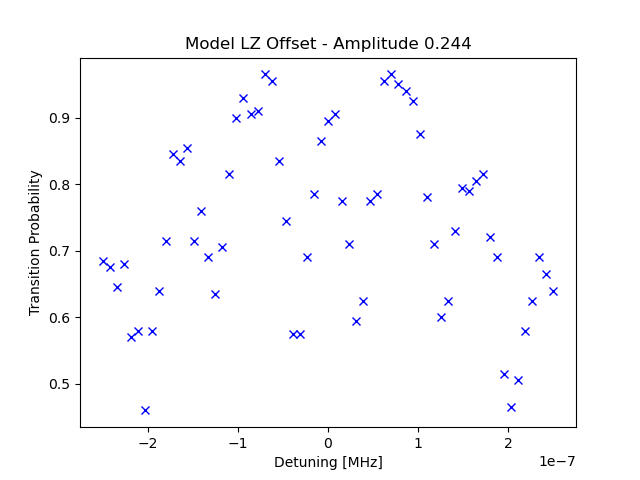 Model LZ Offset - Amplitude 0.244
Transition Probability
0.9
0.8
0.7
0.6
0.5
−2
−1
0
1
2
1e−7
Detuning [MHz]